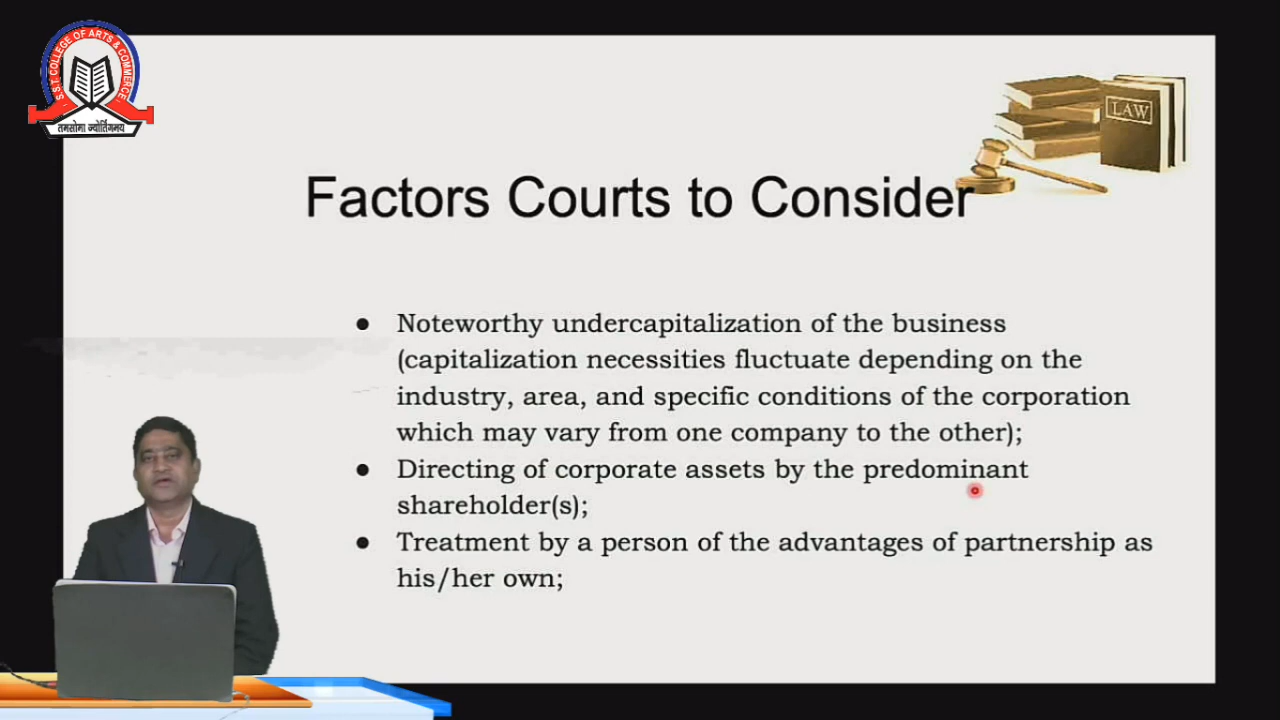 S.S.T. COLLEGE OF ARTS & COMMERCE
तमसोमा ज्योर्तिगमय
LAW
Factors Courts to Consider
● Noteworthy undercapitalization of the business
(capitalization necessities fluctuate depending on the
industry, area, and specific conditions of the corporation
which may vary from one company to the other);
● Directing of corporate assets by the predominant
shareholder(s);
● Treatment by a person of the advantages of partnership as
his/her own;